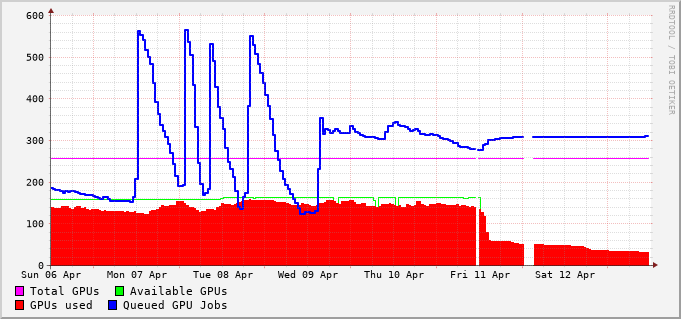 600
500
400
300
200
100
0
Sun 06 Apr Mon 07 Apr Tue 08 Apr Wed 09 Apr Thu 10 Apr Fri 11 Apr Sat 12 Apr
Total GPUs Available GPUs
GPUs used Queued GPU Jobs
RRDTOOL / TOBI OETIKER